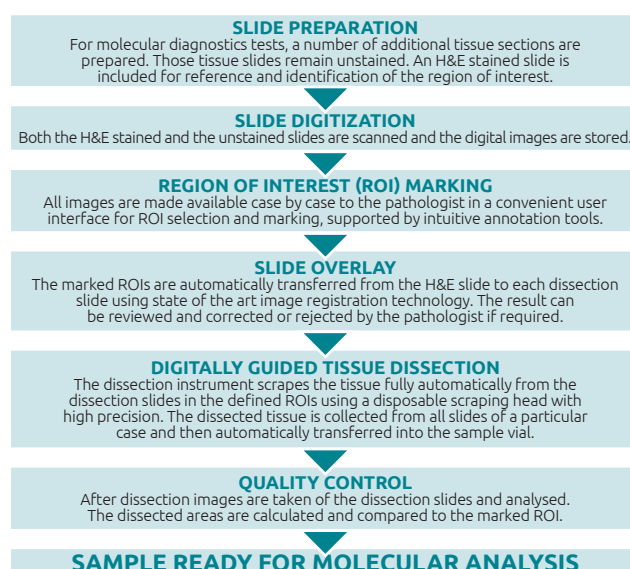 SLIDE PREPARATION
For molecular diagnostics tests, a number of additional tissue sections are
prepared. Those tissue slides remain unstained. An H&E stained slide is
included for reference and identification of the region of interest.
SLIDE DIGITIZATION
Both the H&E stained and the unstained slides are scanned and the digital images are stored.
REGION OF INTEREST (ROI) MARKING
All images are made available case by case to the pathologist in a convenient user
interface for ROI selection and marking, supported by intuitive annotation tools.
SLIDE OVERLAY
The marked ROIs are automatically transferred from the H&E slide to each dissection
slide using state of the art image registration technology. The result can
be reviewed and corrected or rejected by the pathologist if required.
DIGITALLY GUIDED TISSUE DISSECTION
The dissection instrument scrapes the tissue fully automatically from the
dissection slides in the defined ROIs using a disposable scraping head with
high precision. The dissected tissue is collected from all slides of a particular
case and then automatically transferred into the sample vial.
QUALITY CONTROL
After dissection images are taken of the dissection slides and analysed.
The dissected areas are calculated and compared to the marked ROI.
SAMPLE READY FOR MOLECULAR ANALYSIS